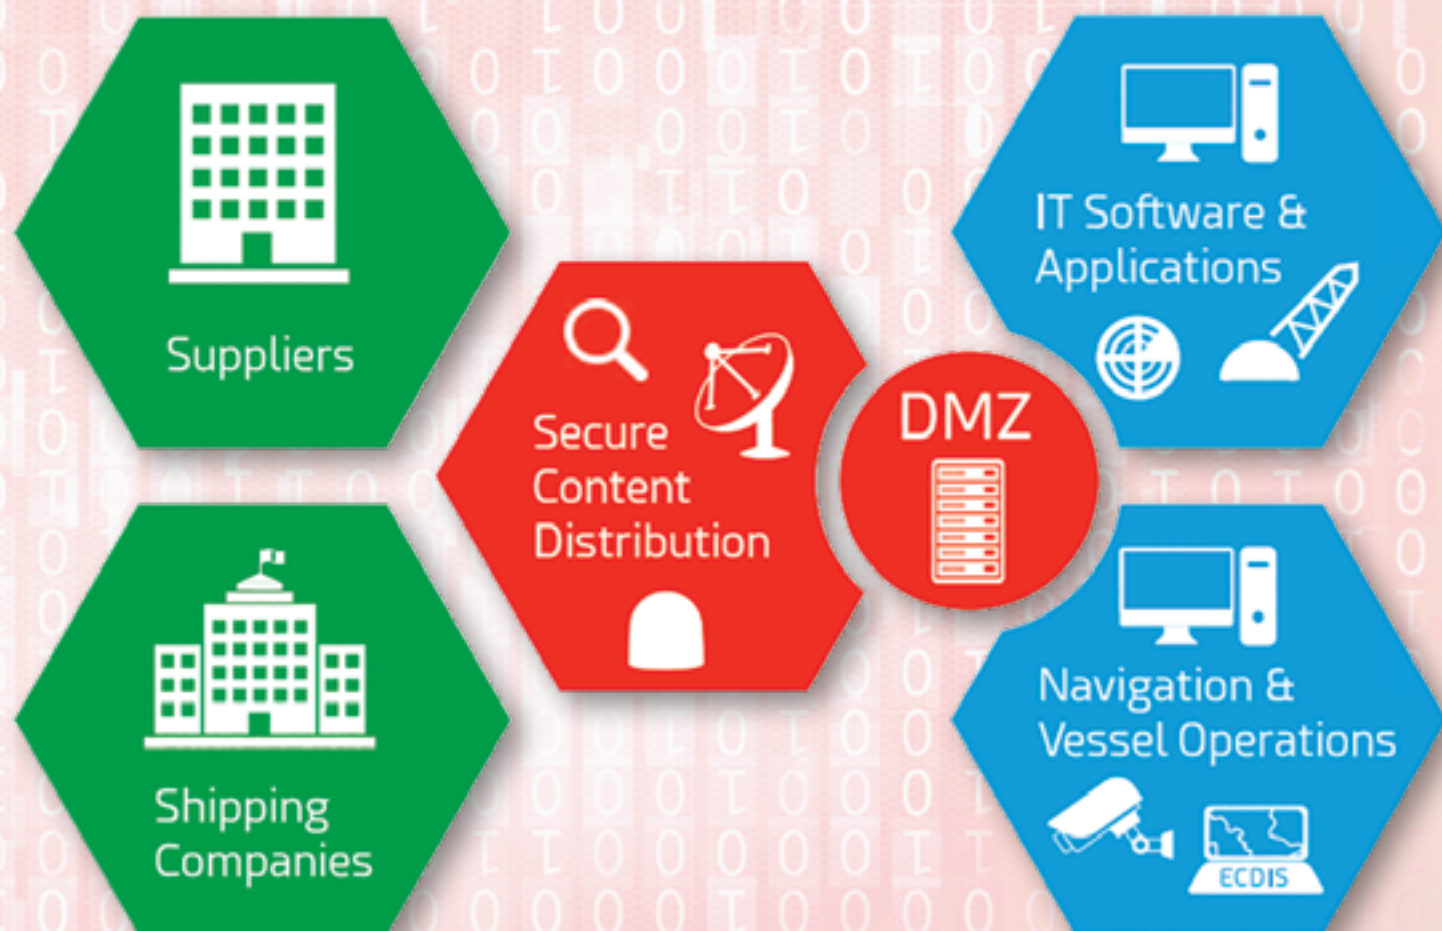 Suppliers
Shipping
Companies
Secure
Content
Distribution
DMZ
IT Software &
Applications
Navigation &
Vessel Operations
ECDIS